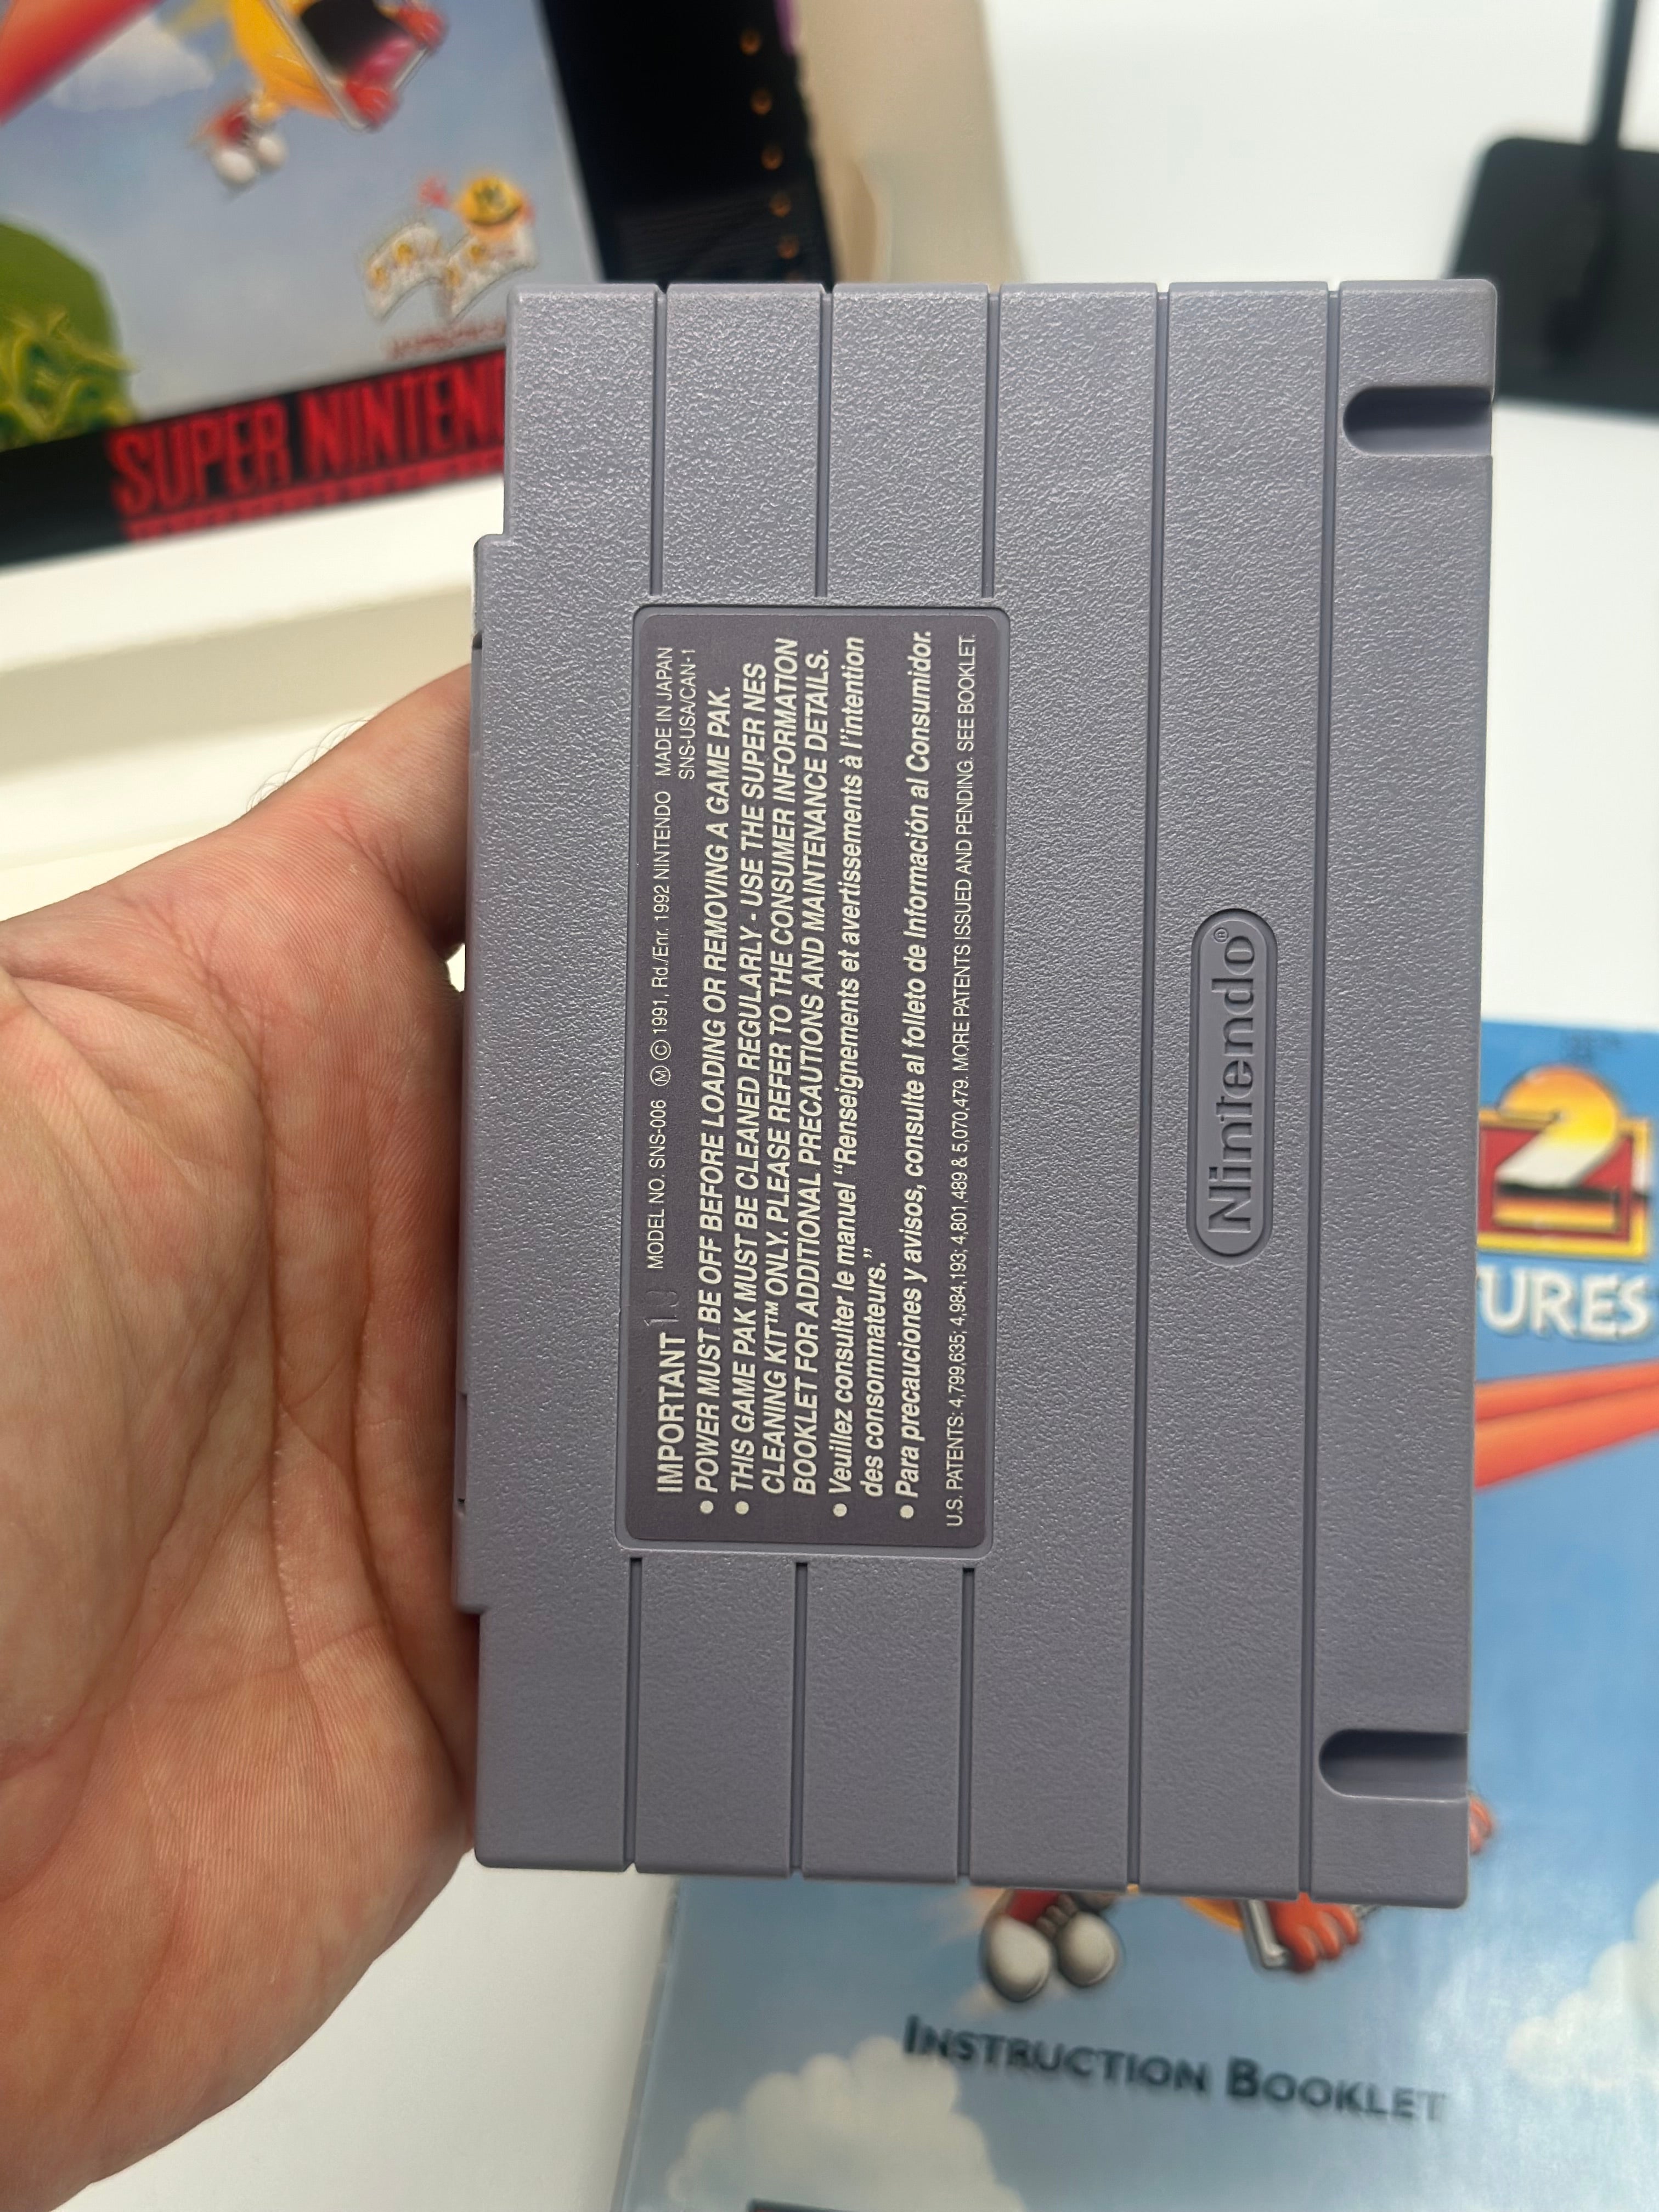 IMPORTANT
MODEL NO. SNS-006 Ⓜ © 1991, Rd./Enr. 1992 NINTENDO MADE IN JAPAN
SNS-USA/CAN-1
• POWER MUST BE OFF BEFORE LOADING OR REMOVING A GAME PAK.
• THIS GAME PAK MUST BE CLEANED REGULARLY - USE THE SUPER NES
CLEANING KIT™ ONLY. PLEASE REFER TO THE CONSUMER INFORMATION
BOOKLET FOR ADDITIONAL PRECAUTIONS AND MAINTENANCE DETAILS.
• Veuillez consulter le manuel “Renseignements et avertissements à l'intention
des consommateurs.”
• Para precauciones y avisos, consulte al folleto de Información al Consumidor.
U.S. PATENTS: 4,799,635; 4,984,193; 4,801,489 & 5,070,479. MORE PATENTS ISSUED AND PENDING. SEE BOOKLET.
Nintendo®
SUPER NINTEN
2
TURES
INSTRUCTION BOOKLET